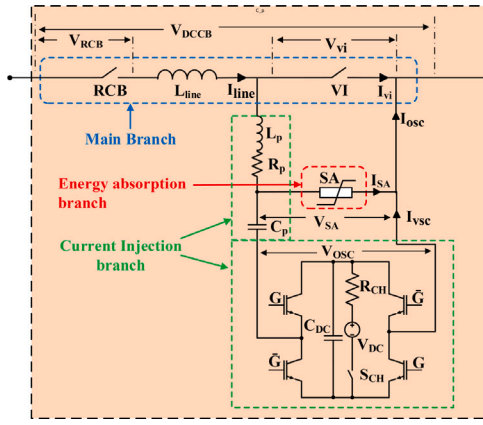 V_DCCB
V_RCB
V_vi
RCB
L_line
I_line
VI
I_vi
Main Branch
I_osc
L_p
R_p
Energy absorption
branch
SA
I_SA
V_SA
I_vsc
C_p
Current Injection
branch
V_OSC
G
R_CH
Ḡ
C_DC
V_DC
Ḡ
S_CH
G